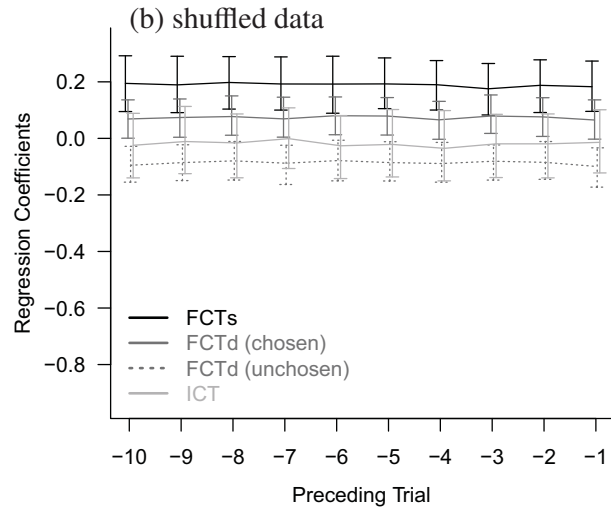 (b) shuffled data
Regression Coefficients
0.2
0.0
−0.2
−0.4
−0.6
−0.8
FCTs
FCTd (chosen)
FCTd (unchosen)
ICT
−10 −9 −8 −7 −6 −5 −4 −3 −2 −1
Preceding Trial